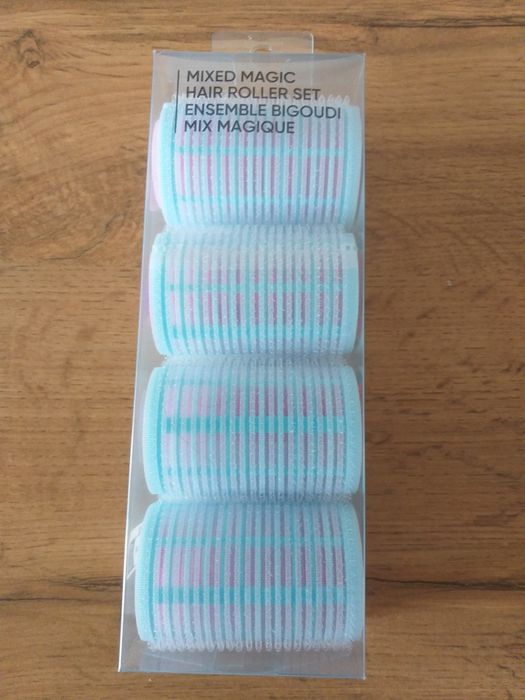 MIXED MAGIC
HAIR ROLLER SET
ENSEMBLE BIGOUDI
MIX MAGIQUE